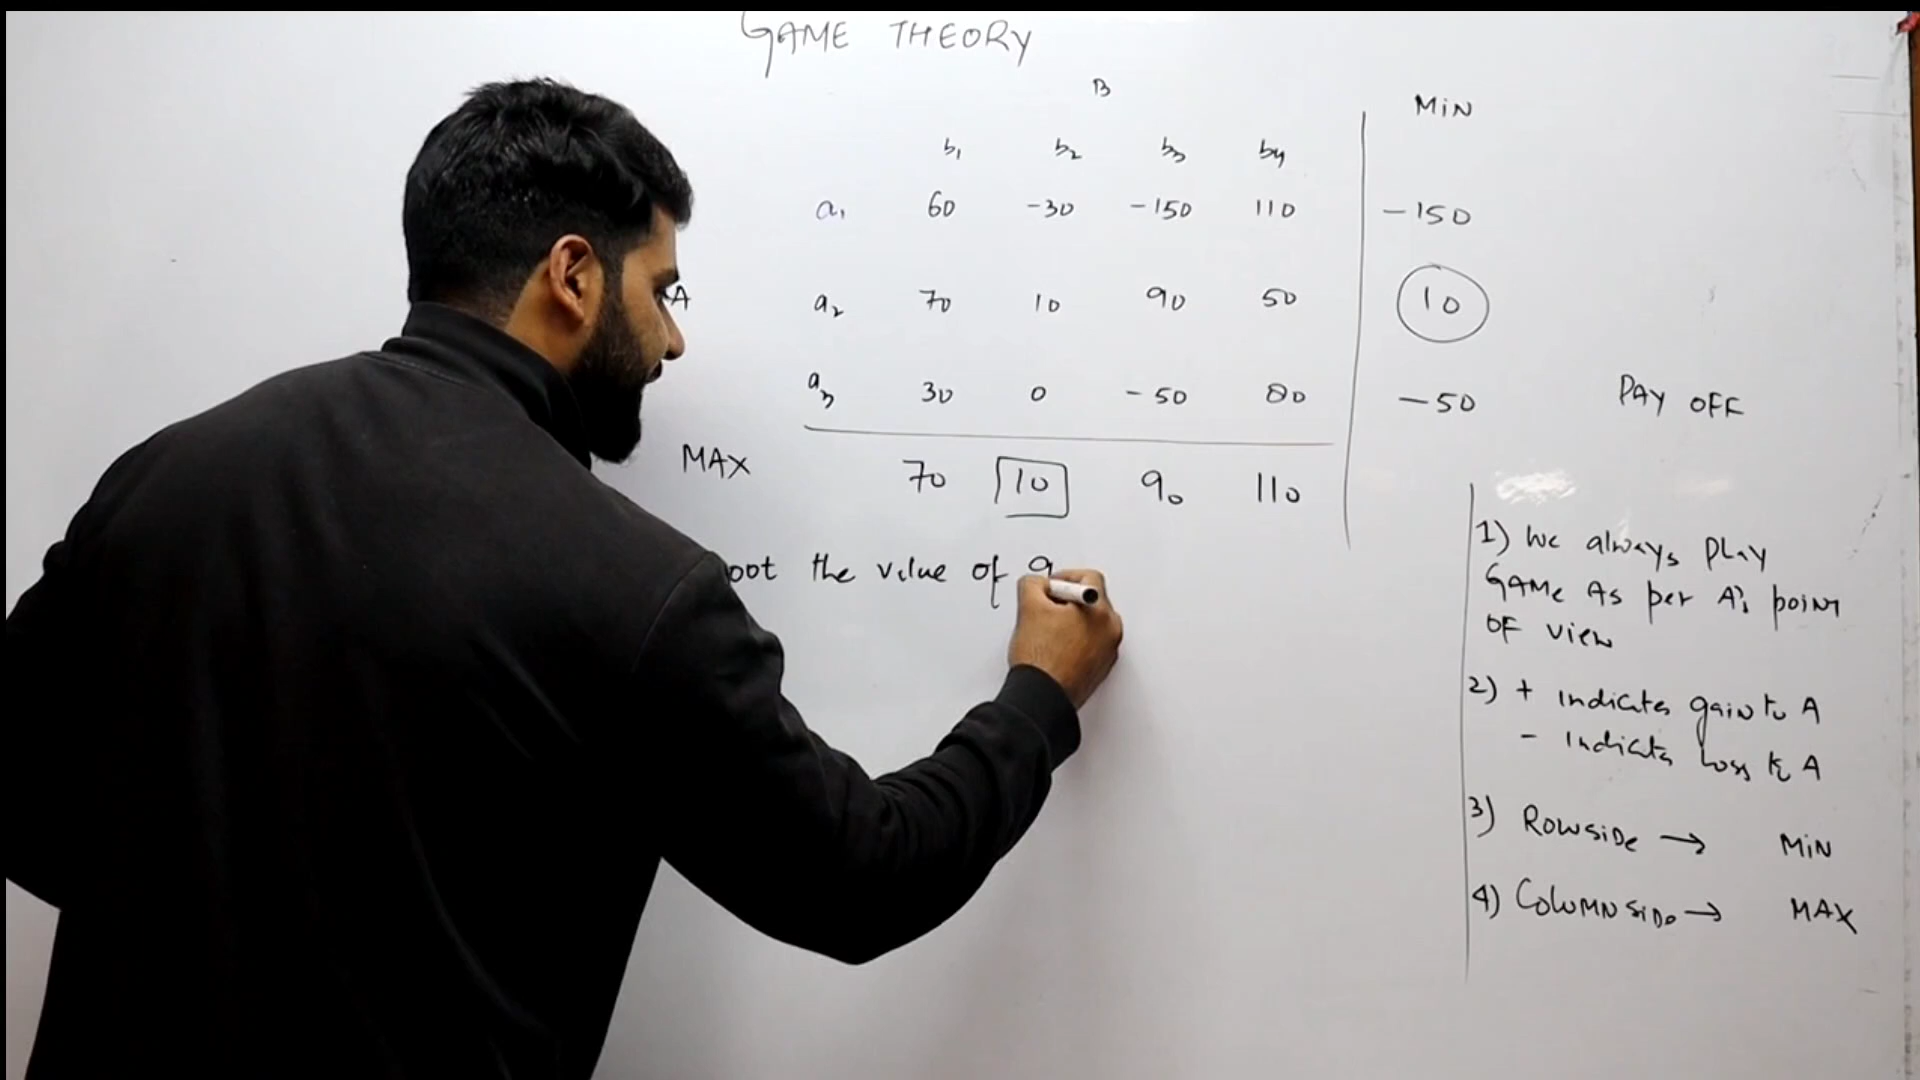 GAME THEORY
B
MiN
b1 b2 b3 b4
a1 60 -30 -150 110 -150
A a2 70 10 90 50 10
a3 30 0 -50 80 -50
PAY OFF
MAX 70 10 90 110
the value of
1) We always play
GAMe As per A's point
OF view
2) + indicates gain to A
- Indicates Loss to A
3) RowsiDe → MiN
4) ColuMN siDe → MAX